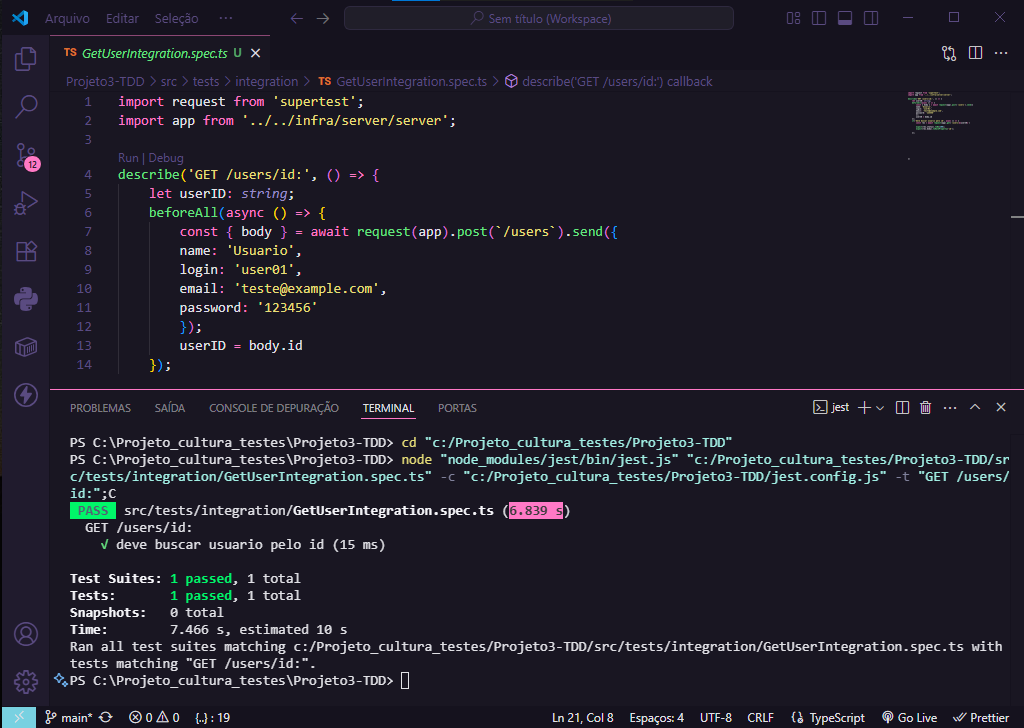 Arquivo Editar Seleção ··· Sem título (Workspace)
TS GetUserIntegration.spec.ts U
Projeto3-TDD > src > tests > integration > TS GetUserIntegration.spec.ts > describe('GET /users/id:') callback
1 import request from 'supertest';
2 import app from '../../infra/server/server';
3
Run | Debug
4 describe('GET /users/id:', () => {
5 let userID: string;
6 beforeAll(async () => {
7 const { body } = await request(app).post(`/users`).send({
8 name: 'Usuario',
9 login: 'user01',
10 email: 'teste@example.com',
11 password: '123456'
12 });
13 userID = body.id
14 });
12
PROBLEMAS SAÍDA CONSOLE DE DEPURAÇÃO TERMINAL PORTAS jest
PS C:\Projeto_cultura_testes\Projeto3-TDD> cd "c:/Projeto_cultura_testes/Projeto3-TDD"
PS C:\Projeto_cultura_testes\Projeto3-TDD> node "node_modules/jest/bin/jest.js" "c:/Projeto_cultura_testes/Projeto3-TDD/sr
c/tests/integration/GetUserIntegration.spec.ts" -c "c:/Projeto_cultura_testes/Projeto3-TDD/jest.config.js" -t "GET /users/
id:";C
PASS src/tests/integration/GetUserIntegration.spec.ts (6.839 s)
GET /users/id:
√ deve buscar usuario pelo id (15 ms)
Test Suites: 1 passed, 1 total
Tests: 1 passed, 1 total
Snapshots: 0 total
Time: 7.466 s, estimated 10 s
Ran all test suites matching c:/Projeto_cultura_testes/Projeto3-TDD/src/tests/integration/GetUserIntegration.spec.ts with
tests matching "GET /users/id:".
PS C:\Projeto_cultura_testes\Projeto3-TDD>
main* 0 0 {..} : 19 Ln 21, Col 8 Espaços: 4 UTF-8 CRLF TypeScript Go Live Prettier